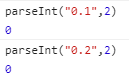 parseInt("0.1",2)
0
parseInt("0.2",2)
0